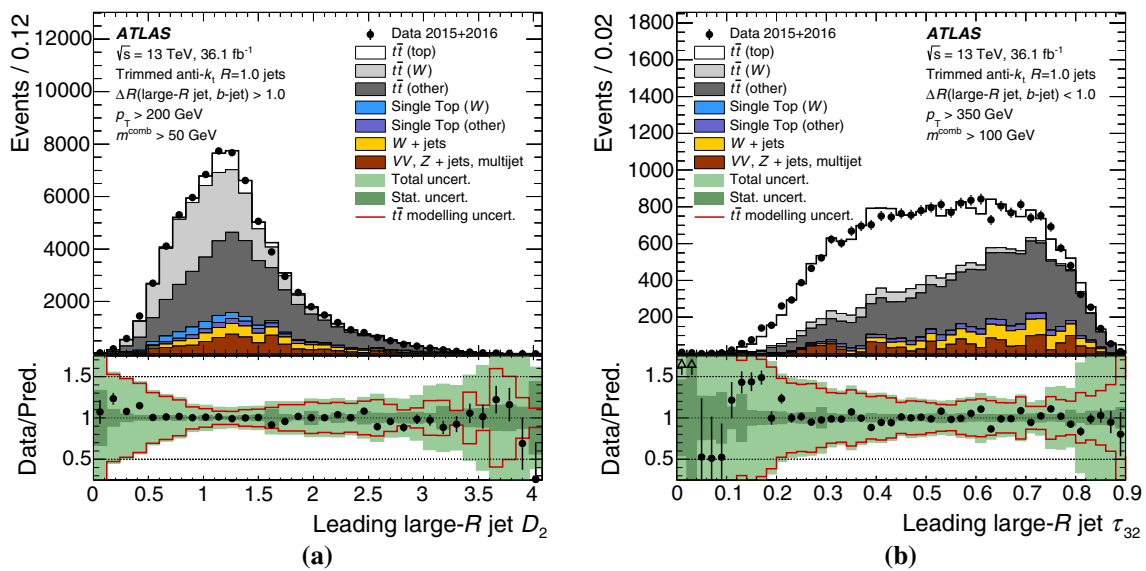 ATLAS
√s = 13 TeV, 36.1 fb⁻¹
Trimmed anti-kₜ R=1.0 jets
ΔR(large-R jet, b-jet) > 1.0
p_T > 200 GeV
m^comb > 50 GeV
Data 2015+2016
tt̄ (top)
tt̄ (W)
tt̄ (other)
Single Top (W)
Single Top (other)
W + jets
VV, Z + jets, multijet
Total uncert.
Stat. uncert.
tt̄ modelling uncert.
Events / 0.12
12000
10000
8000
6000
4000
2000
Data/Pred.
1.5
1
0.5
0 0.5 1 1.5 2 2.5 3 3.5 4
Leading large-R jet D₂
(a)
Data 2015+2016
tt̄ (top)
tt̄ (W)
tt̄ (other)
Single Top (W)
Single Top (other)
W + jets
VV, Z + jets, multijet
Total uncert.
Stat. uncert.
tt̄ modelling uncert.
ATLAS
√s = 13 TeV, 36.1 fb⁻¹
Trimmed anti-kₜ R=1.0 jets
ΔR(large-R jet, b-jet) < 1.0
p_T > 350 GeV
m^comb > 100 GeV
Events / 0.02
1800
1600
1400
1200
1000
800
600
400
200
Data/Pred.
1.5
1
0.5
0 0.1 0.2 0.3 0.4 0.5 0.6 0.7 0.8 0.9
Leading large-R jet τ₃₂
(b)